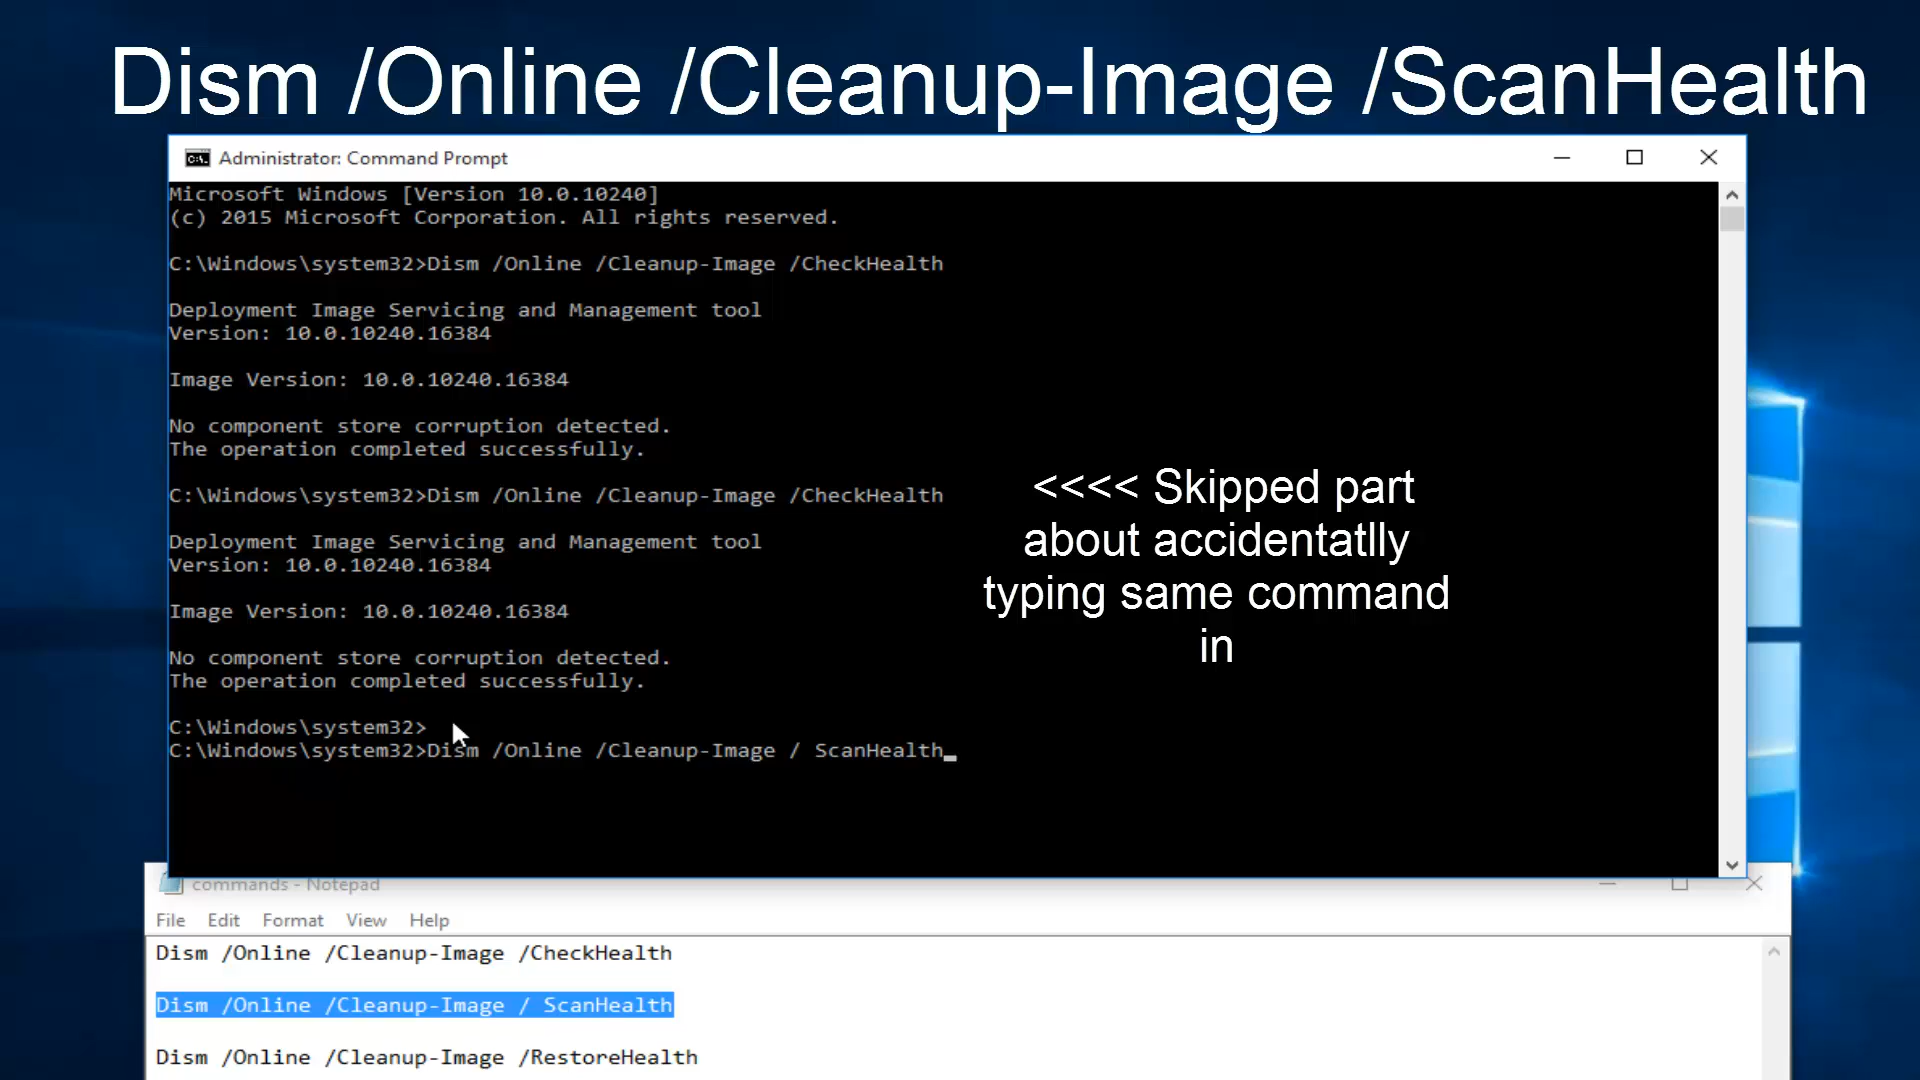 Dism /Online /Cleanup-Image /ScanHealth
Administrator: Command Prompt
Microsoft Windows [Version 10.0.10240]
(c) 2015 Microsoft Corporation. All rights reserved.
C:\Windows\system32>Dism /Online /Cleanup-Image /CheckHealth
Deployment Image Servicing and Management tool
Version: 10.0.10240.16384
Image Version: 10.0.10240.16384
No component store corruption detected.
The operation completed successfully.
C:\Windows\system32>Dism /Online /Cleanup-Image /CheckHealth
Deployment Image Servicing and Management tool
Version: 10.0.10240.16384
Image Version: 10.0.10240.16384
No component store corruption detected.
The operation completed successfully.
C:\Windows\system32>
C:\Windows\system32>Dism /Online /Cleanup-Image / ScanHealth_
<<<< Skipped part
about accidentatlly
typing same command
in
commands - Notepad
File Edit Format View Help
Dism /Online /Cleanup-Image /CheckHealth
Dism /Online /Cleanup-Image / ScanHealth
Dism /Online /Cleanup-Image /RestoreHealth